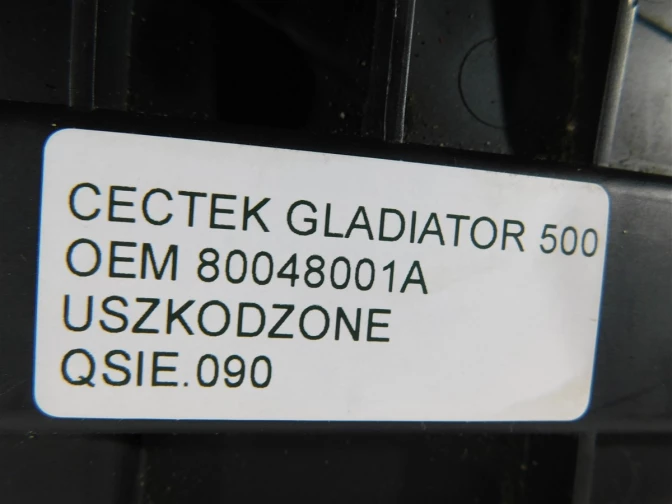 CECTEK GLADIATOR 500
OEM 80048001A
USZKODZONE
QSIE.090